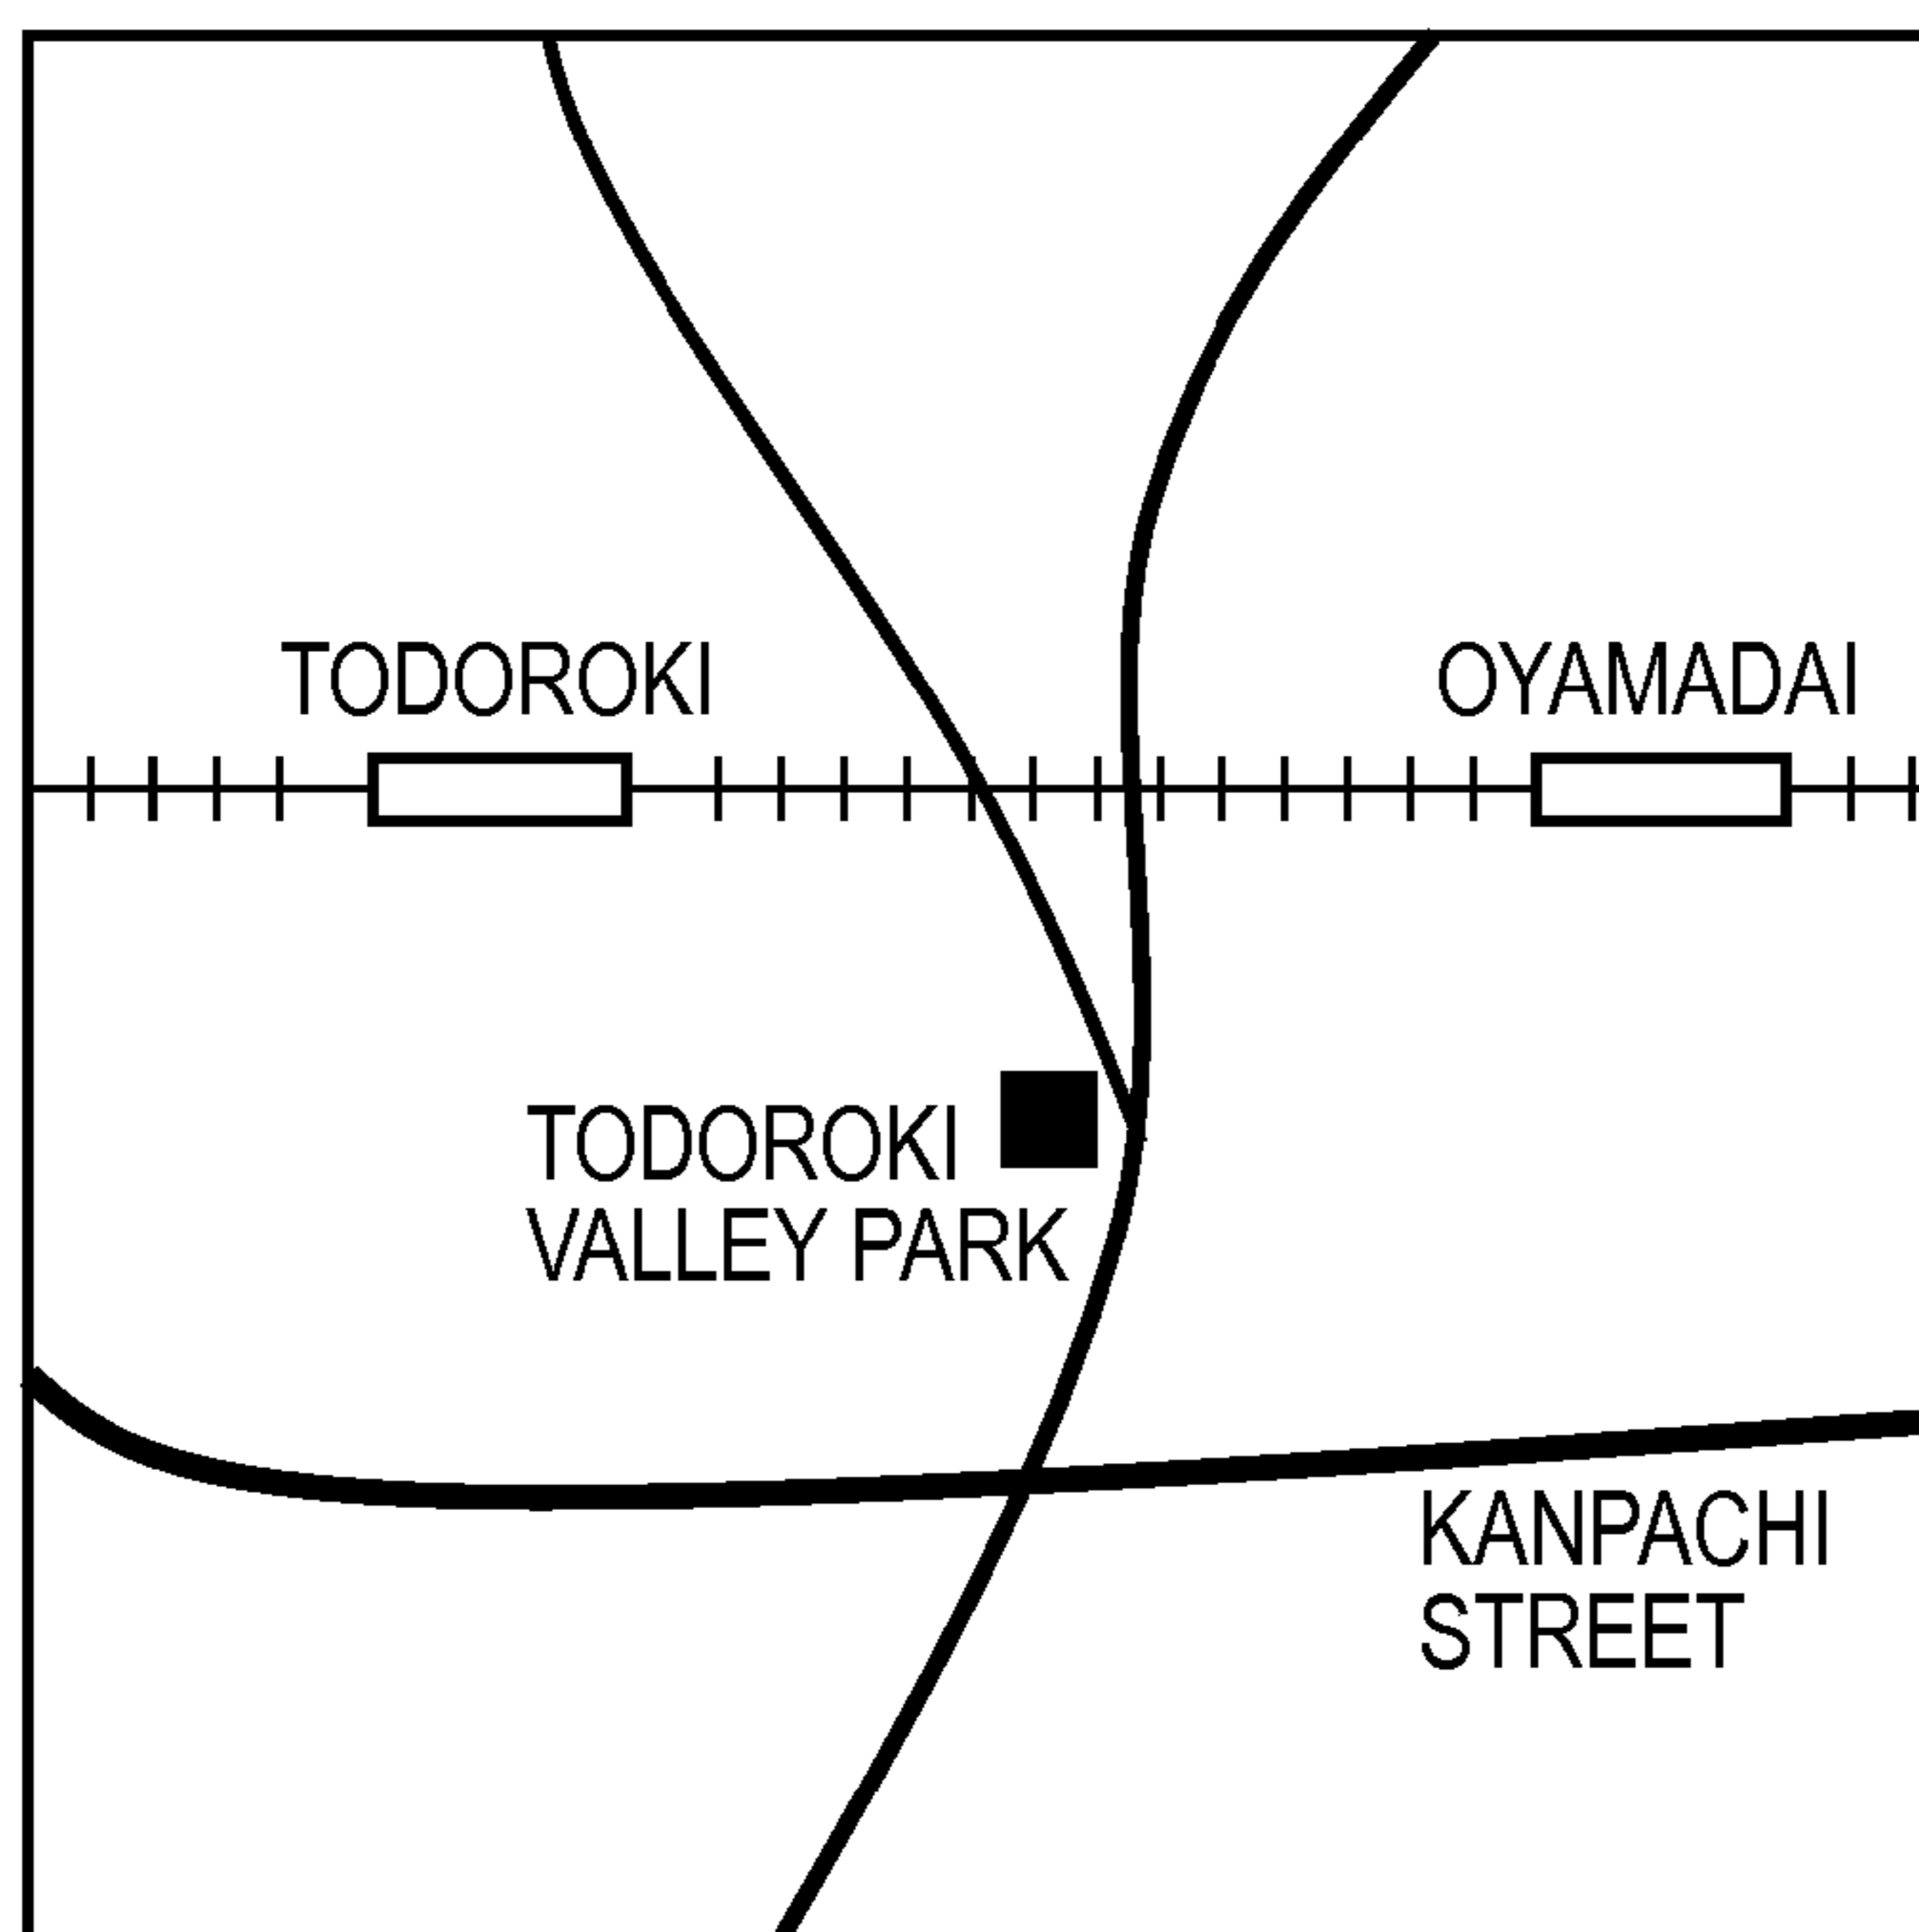 TODOROKI
OYAMADAI
TODOROKI
VALLEY PARK
KANPACHI
STREET